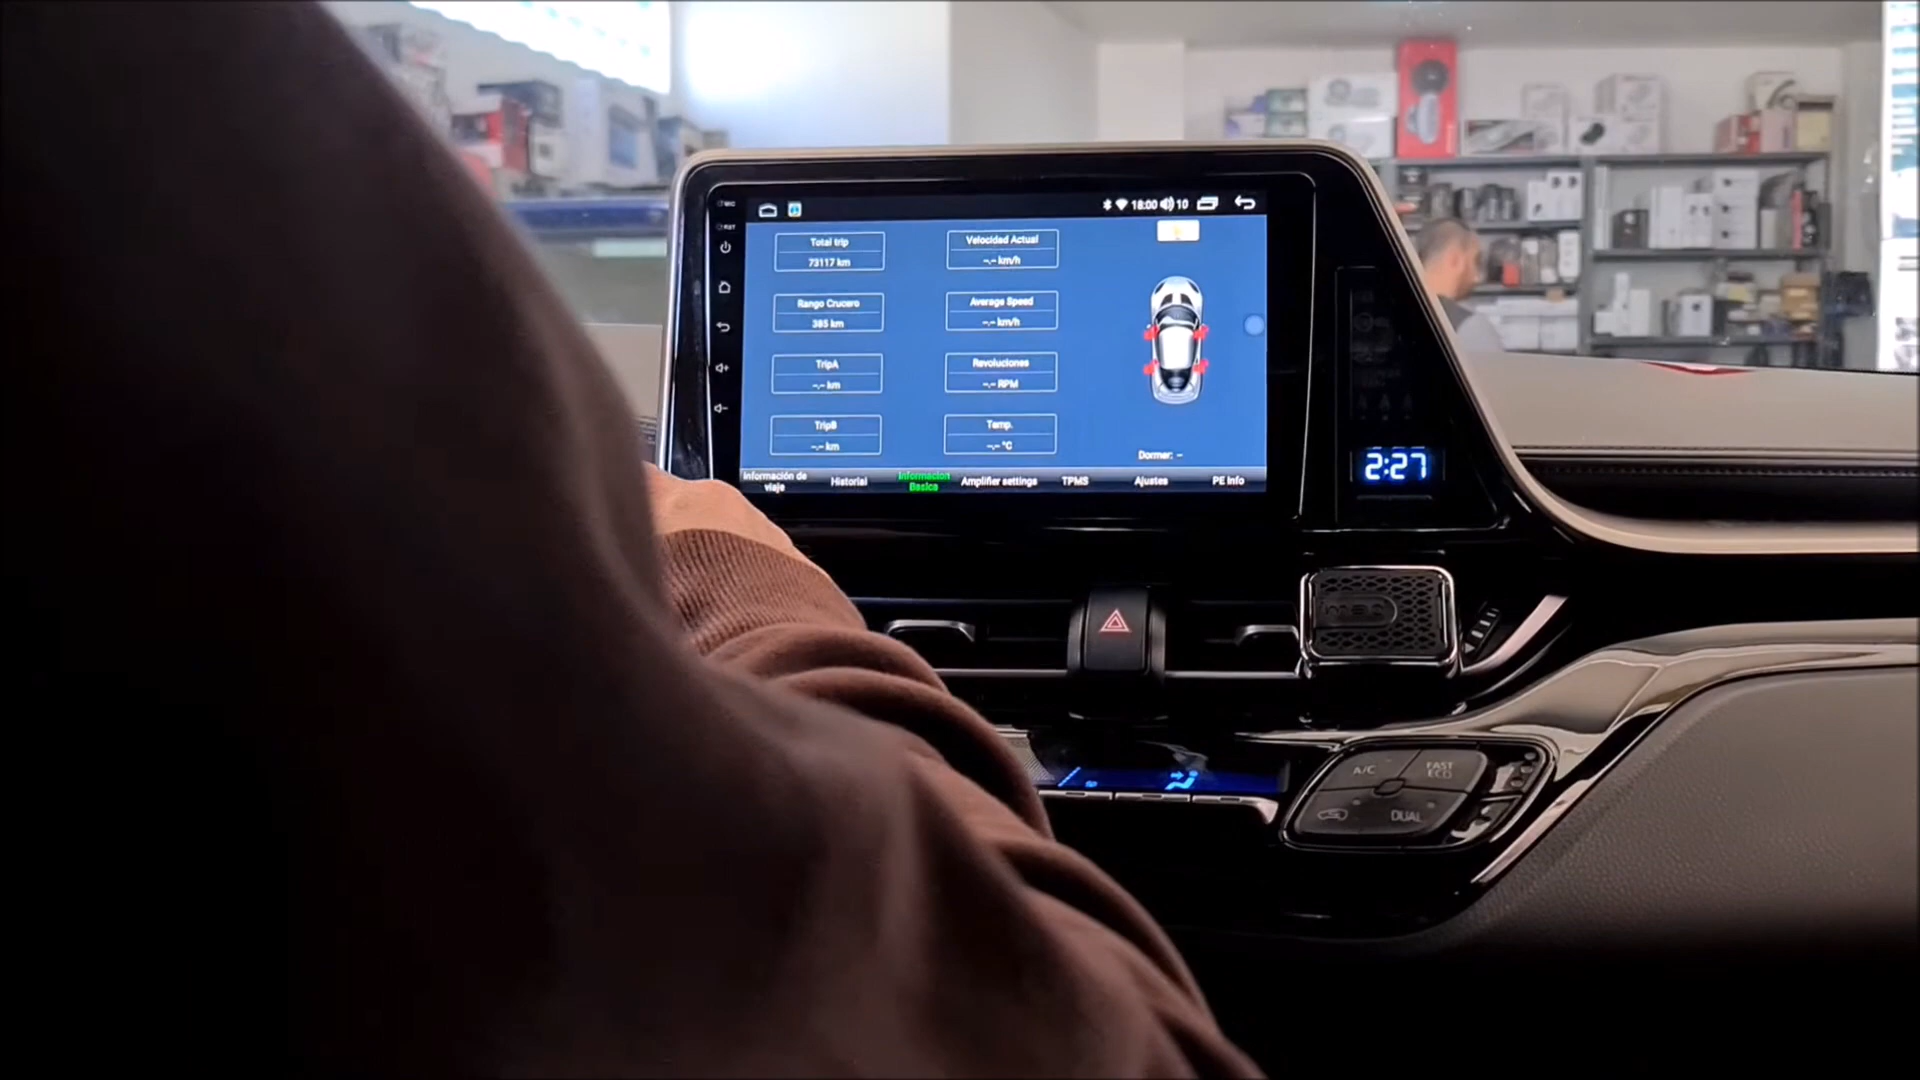 MIC
RST
18:00 10
Total trip
73117 km
Velocidad Actual
--.-- km/h
Rango Crucero
385 km
Average Speed
--.-- km/h
TripA
--.-- km
Revoluciones
--.-- RPM
TripB
--.-- km
Temp.
--.-- °C
Dormer: --
Información de
viaje
Historial
Informacion
Basica
Amplifier settings
TPMS
Ajustes
PE Info
2:27
A/C
FAST
ECO
DUAL